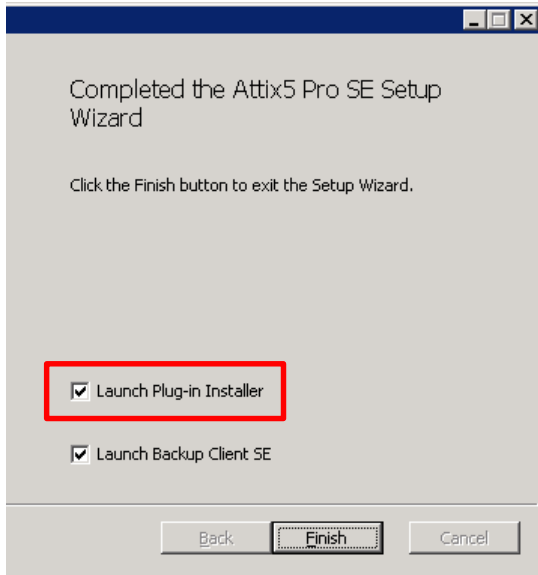 Completed the Attix5 Pro SE Setup
Wizard
Click the Finish button to exit the Setup Wizard.
Launch Plug-in Installer
Launch Backup Client SE
Back Finish Cancel